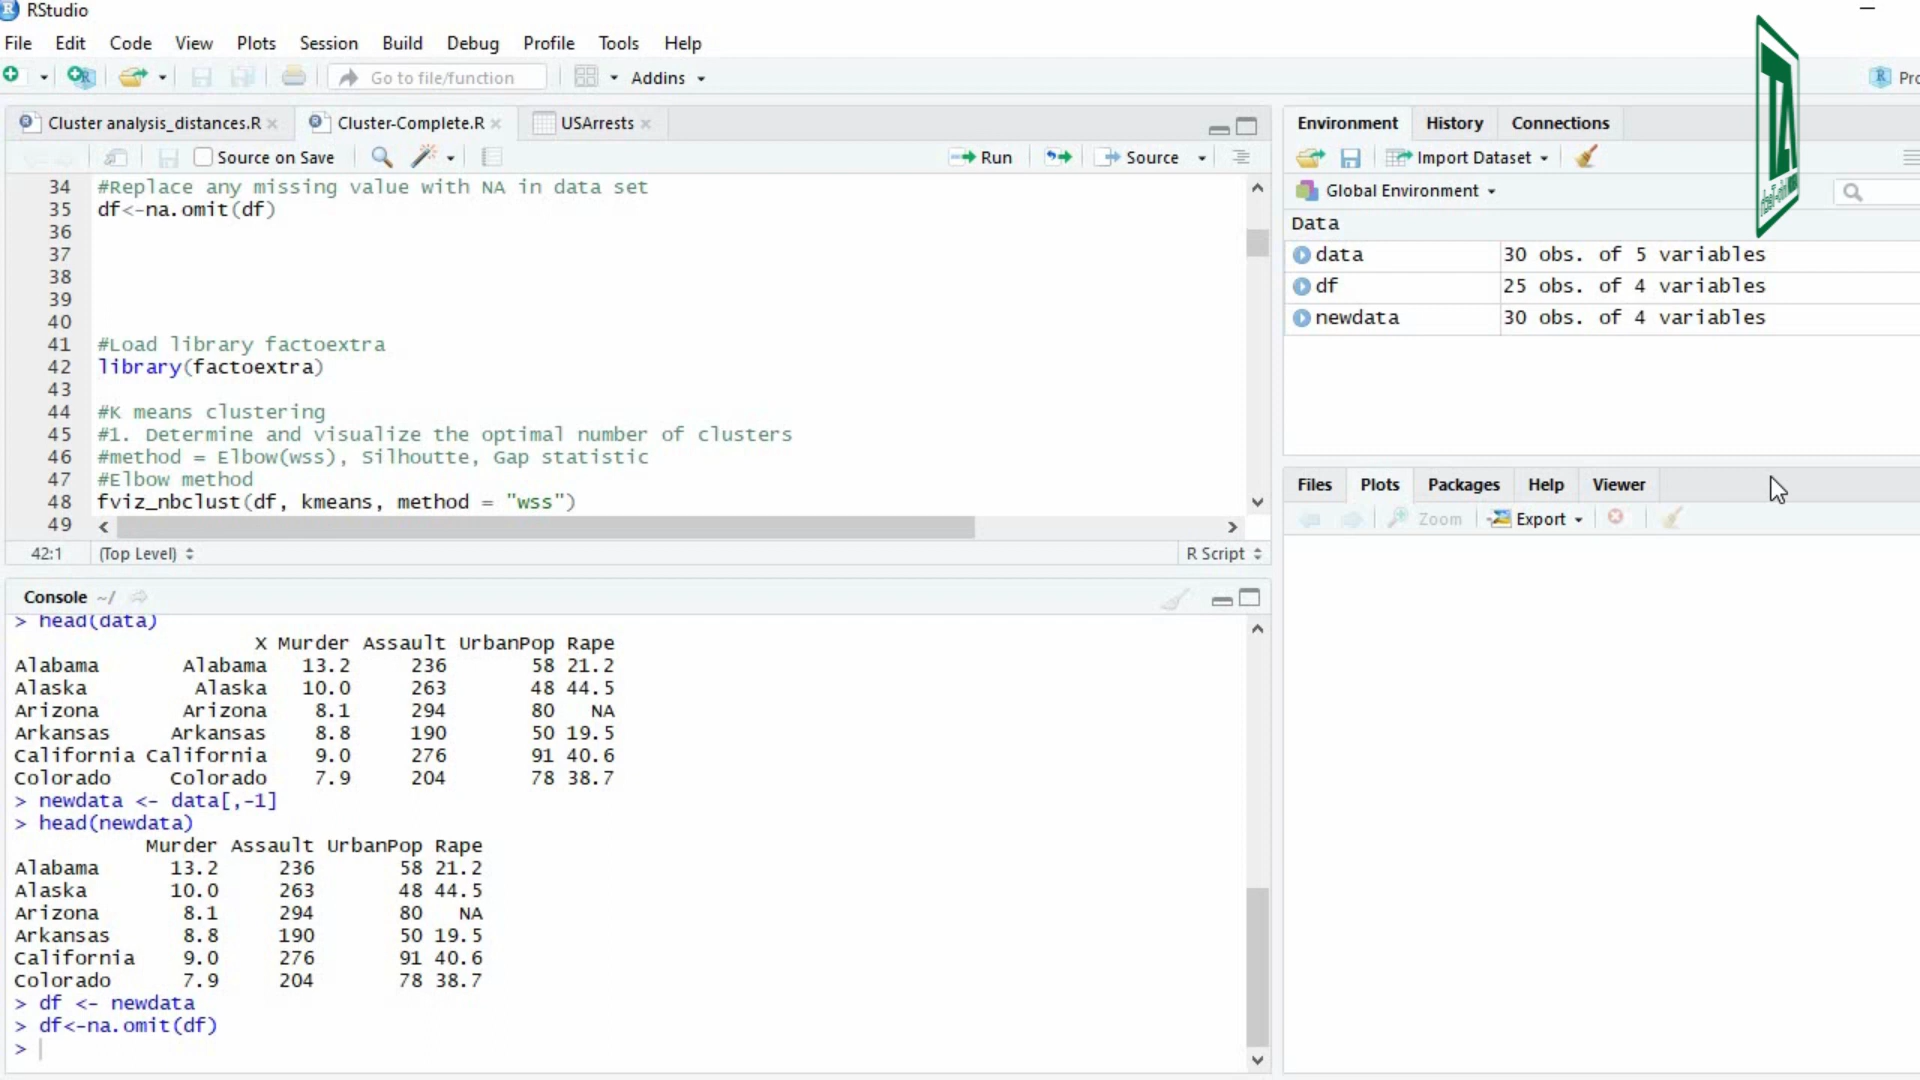 RStudio
File Edit Code View Plots Session Build Debug Profile Tools Help
Go to file/function Addins
Cluster analysis_distances.R Cluster-Complete.R USArrests
Source on Save Run Source
34 #Replace any missing value with NA in data set
35 df<-na.omit(df)
36
37
38
39
40
41 #Load library factoextra
42 library(factoextra)
43
44 #K means clustering
45 #1. Determine and visualize the optimal number of clusters
46 #method = Elbow(wss), Silhoutte, Gap statistic
47 #Elbow method
48 fviz_nbclust(df, kmeans, method = "wss")
49
42:1 (Top Level) R Script
Console ~/
> head(data)
X Murder Assault UrbanPop Rape
Alabama Alabama 13.2 236 58 21.2
Alaska Alaska 10.0 263 48 44.5
Arizona Arizona 8.1 294 80 NA
Arkansas Arkansas 8.8 190 50 19.5
California California 9.0 276 91 40.6
Colorado Colorado 7.9 204 78 38.7
> newdata <- data[,-1]
> head(newdata)
Murder Assault UrbanPop Rape
Alabama 13.2 236 58 21.2
Alaska 10.0 263 48 44.5
Arizona 8.1 294 80 NA
Arkansas 8.8 190 50 19.5
California 9.0 276 91 40.6
Colorado 7.9 204 78 38.7
> df <- newdata
> df<-na.omit(df)
>
Environment History Connections
Import Dataset
Global Environment
Data
data 30 obs. of 5 variables
df 25 obs. of 4 variables
newdata 30 obs. of 4 variables
Files Plots Packages Help Viewer
Zoom Export